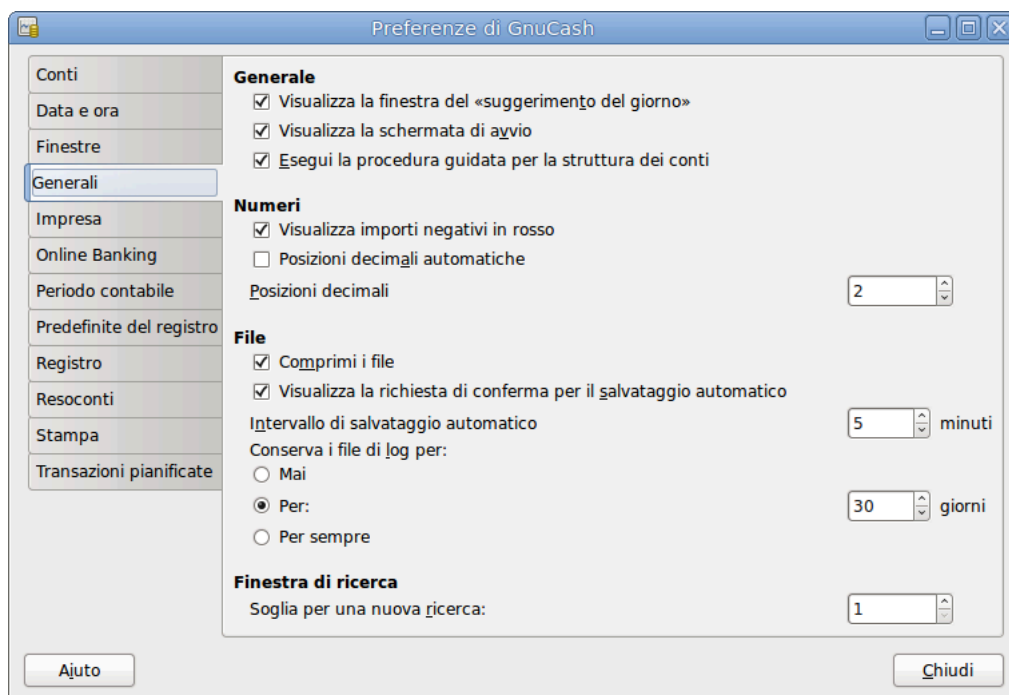 Preferenze di GnuCash
Conti
Data e ora
Finestre
Generali
Impresa
Online Banking
Periodo contabile
Predefinite del registro
Registro
Resoconti
Stampa
Transazioni pianificate
Generale
Visualizza la finestra del «suggerimento del giorno»
Visualizza la schermata di avvio
Esegui la procedura guidata per la struttura dei conti
Numeri
Visualizza importi negativi in rosso
Posizioni decimali automatiche
Posizioni decimali 2
File
Comprimi i file
Visualizza la richiesta di conferma per il salvataggio automatico
Intervallo di salvataggio automatico 5 minuti
Conserva i file di log per:
Mai
Per: 30 giorni
Per sempre
Finestra di ricerca
Soglia per una nuova ricerca: 1
Aiuto
Chiudi